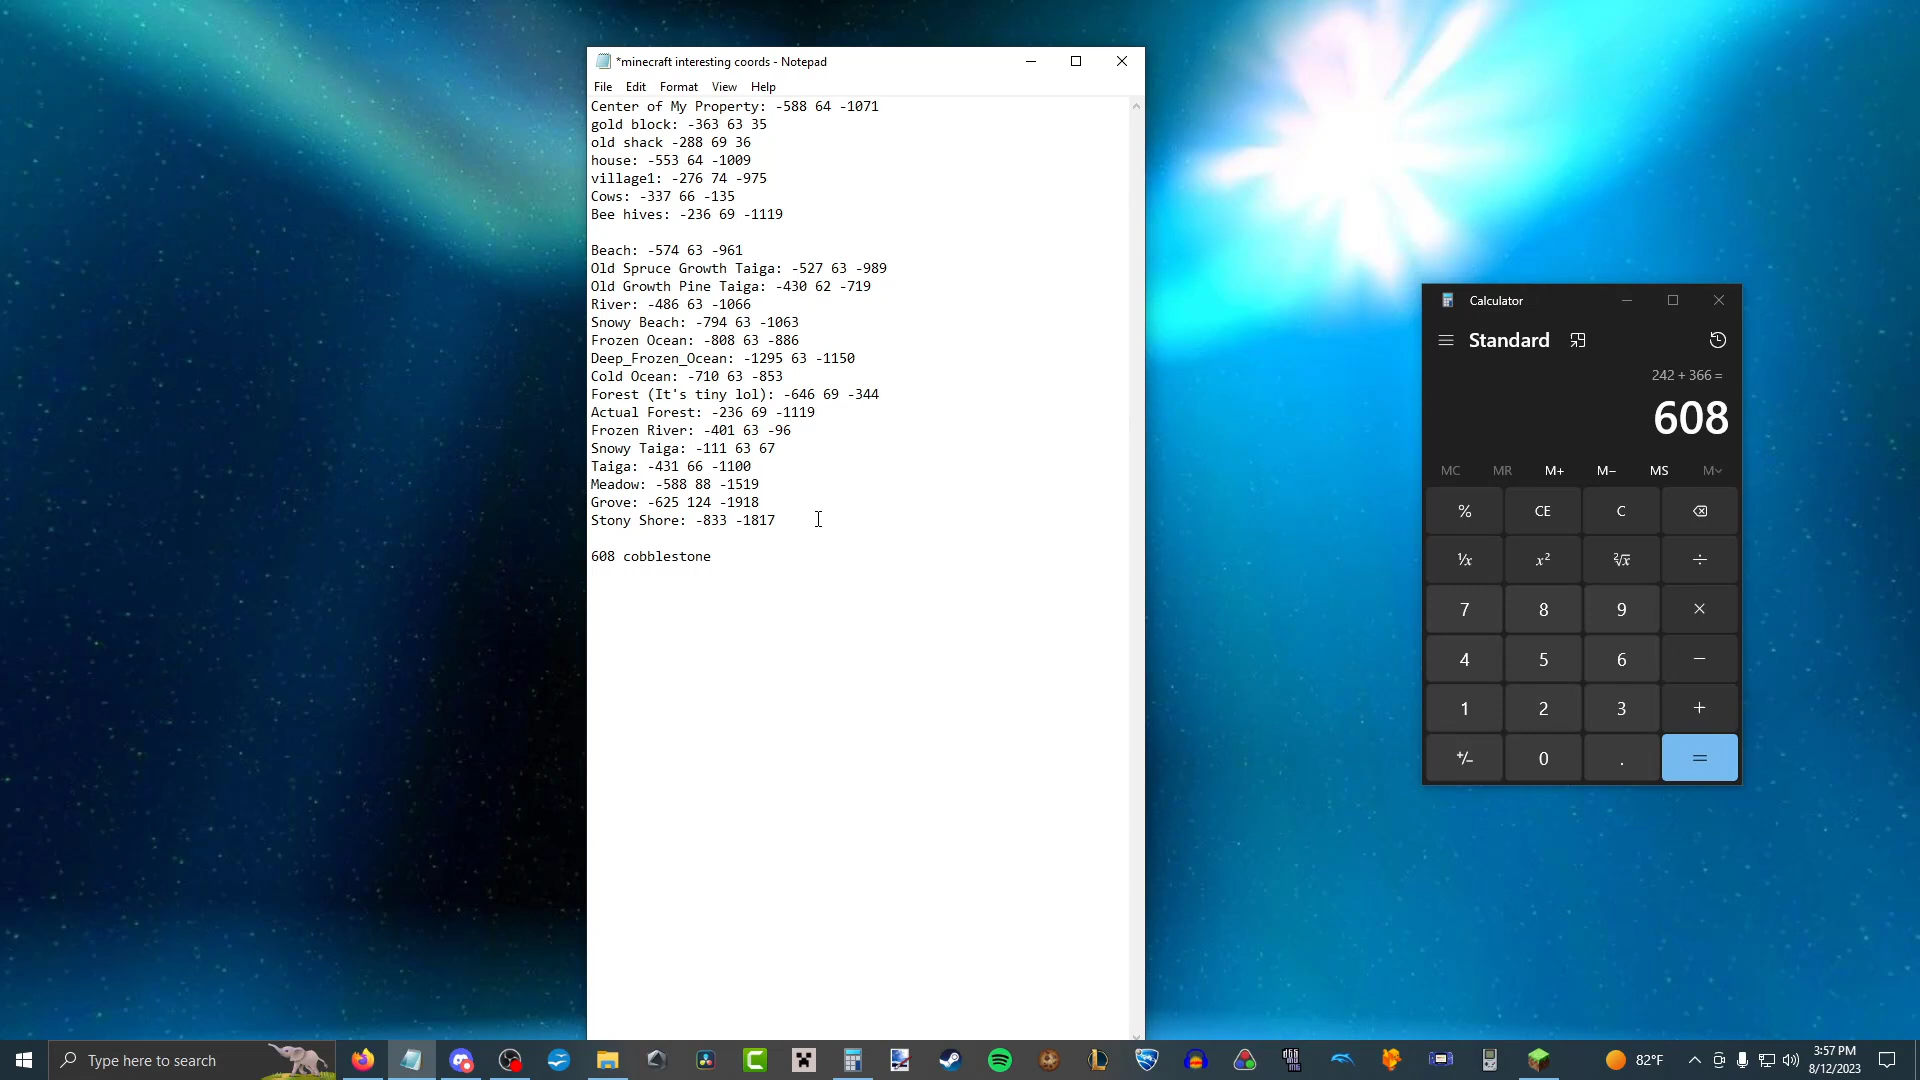 *minecraft interesting coords - Notepad
File Edit Format View Help
Center of My Property: -588 64 -1071
gold block: -363 63 35
old shack -288 69 36
house: -553 64 -1009
village1: -276 74 -975
Cows: -337 66 -135
Bee hives: -236 69 -1119
Beach: -574 63 -961
Old Spruce Growth Taiga: -527 63 -989
Old Growth Pine Taiga: -430 62 -719
River: -486 63 -1066
Snowy Beach: -794 63 -1063
Frozen Ocean: -808 63 -886
Deep_Frozen_Ocean: -1295 63 -1150
Cold Ocean: -710 63 -853
Forest (It's tiny lol): -646 69 -344
Actual Forest: -236 69 -1119
Frozen River: -401 63 -96
Snowy Taiga: -111 63 67
Taiga: -431 66 -1100
Meadow: -588 88 -1519
Grove: -625 124 -1918
Stony Shore: -833 -1817
608 cobblestone
Calculator
Standard
242 + 366 =
608
MC MR M+ M− MS M˅
% CE C
¹/x x² ²√x ÷
7 8 9 ×
4 5 6 −
1 2 3 +
+/− 0 . =
Type here to search
82°F
3:57 PM
8/12/2023